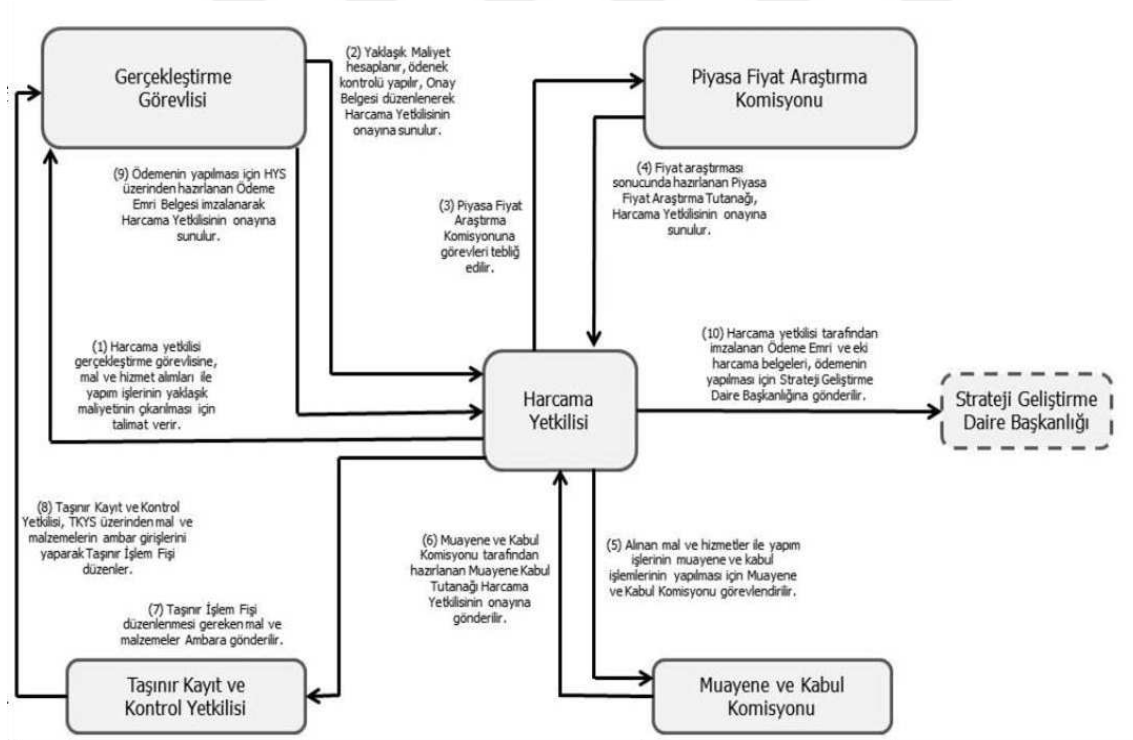 Gerçekleştirme
Görevlisi
(2) Yaklaşık Maliyet
hesaplanır, ödenek
kontrolü yapılır, Onay
Belgesi düzenlenerek
Harcama Yetkilisinin
onayına sunulur.
Piyasa Fiyat Araştırma
Komisyonu
(9) Ödemenin yapılması için HYS
üzerinden hazırlanan Ödeme
Emri Belgesi imzalanarak
Harcama Yetkilisinin onayına
sunulur.
(3) Piyasa Fiyat
Araştırma
Komisyonuna
görevleri tebliğ
edilir.
(4) Fiyat araştırması
sonucunda hazırlanan Piyasa
Fiyat Araştırma Tutanağı,
Harcama Yetkilisinin onayına
sunulur.
(1) Harcama yetkilisi
gerçekleştirme görevlisine,
mal ve hizmet alımları ile
yapım işlerinin yaklaşık
maliyetinin çıkarılması için
talimat verir.
Harcama
Yetkilisi
(10) Harcama yetkilisi tarafından
imzalanan Ödeme Emri ve eki
harcama belgeleri, ödemenin
yapılması için Strateji Geliştirme
Daire Başkanlığına gönderilir.
Strateji Geliştirme
Daire Başkanlığı
(8) Taşınır Kayıt ve Kontrol
Yetkilisi, TKYS üzerinden mal ve
malzemelerin ambar girişlerini
yaparak Taşınır İşlem Fişi
düzenler.
(7) Taşınır İşlem Fişi
düzenlenmesi gereken mal ve
malzemeler Ambara gönderilir.
(6) Muayene ve Kabul
Komisyonu tarafından
hazırlanan Muayene Kabul
Tutanağı Harcama
Yetkilisinin onayına
gönderilir.
(5) Alınan mal ve hizmetler ile yapım
işlerinin muayene ve kabul
işlemlerinin yapılması için Muayene
ve Kabul Komisyonu görevlendirilir.
Taşınır Kayıt ve
Kontrol Yetkilisi
Muayene ve Kabul
Komisyonu